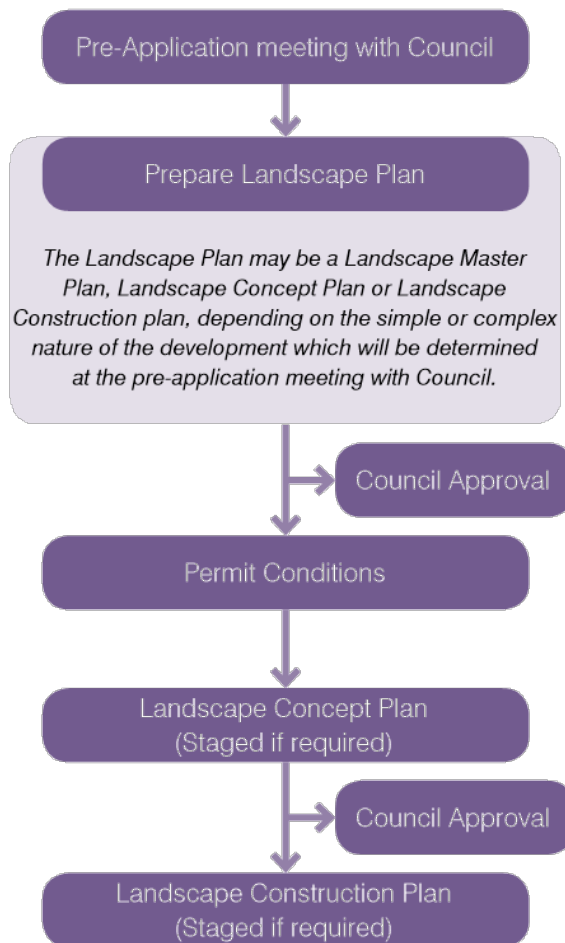 Pre-Application meeting with Council
Prepare Landscape Plan
The Landscape Plan may be a Landscape Master
Plan, Landscape Concept Plan or Landscape
Construction plan, depending on the simple or complex
nature of the development which will be determined
at the pre-application meeting with Council.
Council Approval
Permit Conditions
Landscape Concept Plan
(Staged if required)
Council Approval
Landscape Construction Plan
(Staged if required)